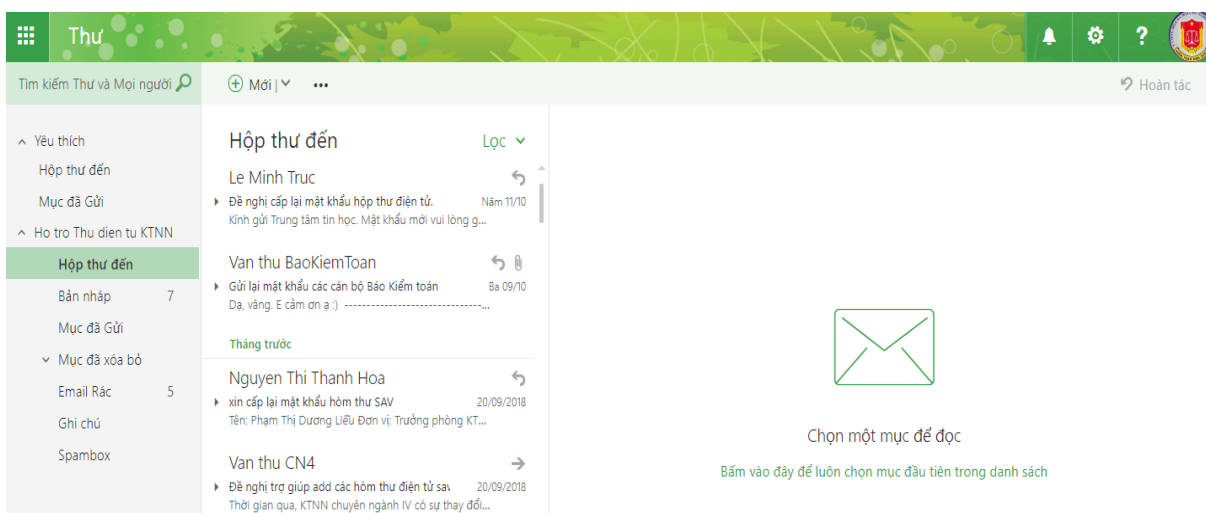 Thư
?
Tìm kiếm Thư và Mọi người
Mới
Hoàn tác
Yêu thích
Hộp thư đến
Mục đã Gửi
Ho tro Thu dien tu KTNN
Hộp thư đến
Bản nháp 7
Mục đã Gửi
Mục đã xóa bỏ
Email Rác 5
Ghi chú
Spambox
Hộp thư đến Lọc
Le Minh Truc
Đề nghị cấp lại mật khẩu hộp thư điện tử. Năm 11/10
Kính gửi Trung tâm tin học. Mật khẩu mới vui lòng g...
Van thu BaoKiemToan
Gửi lại mật khẩu các cán bộ Báo Kiểm toán Ba 09/10
Dạ, vâng. E cảm ơn ạ :) --------------------------------...
Tháng trước
Nguyen Thi Thanh Hoa
xin cấp lại mật khẩu hòm thư SAV 20/09/2018
Tên: Phạm Thị Dương Liễu Đơn vị: Trưởng phòng KT...
Van thu CN4
Đề nghị trợ giúp add các hòm thư điện tử sav 20/09/2018
Thời gian qua, KTNN chuyên ngành IV có sự thay đổi...
Chọn một mục để đọc
Bấm vào đây để luôn chọn mục đầu tiên trong danh sách